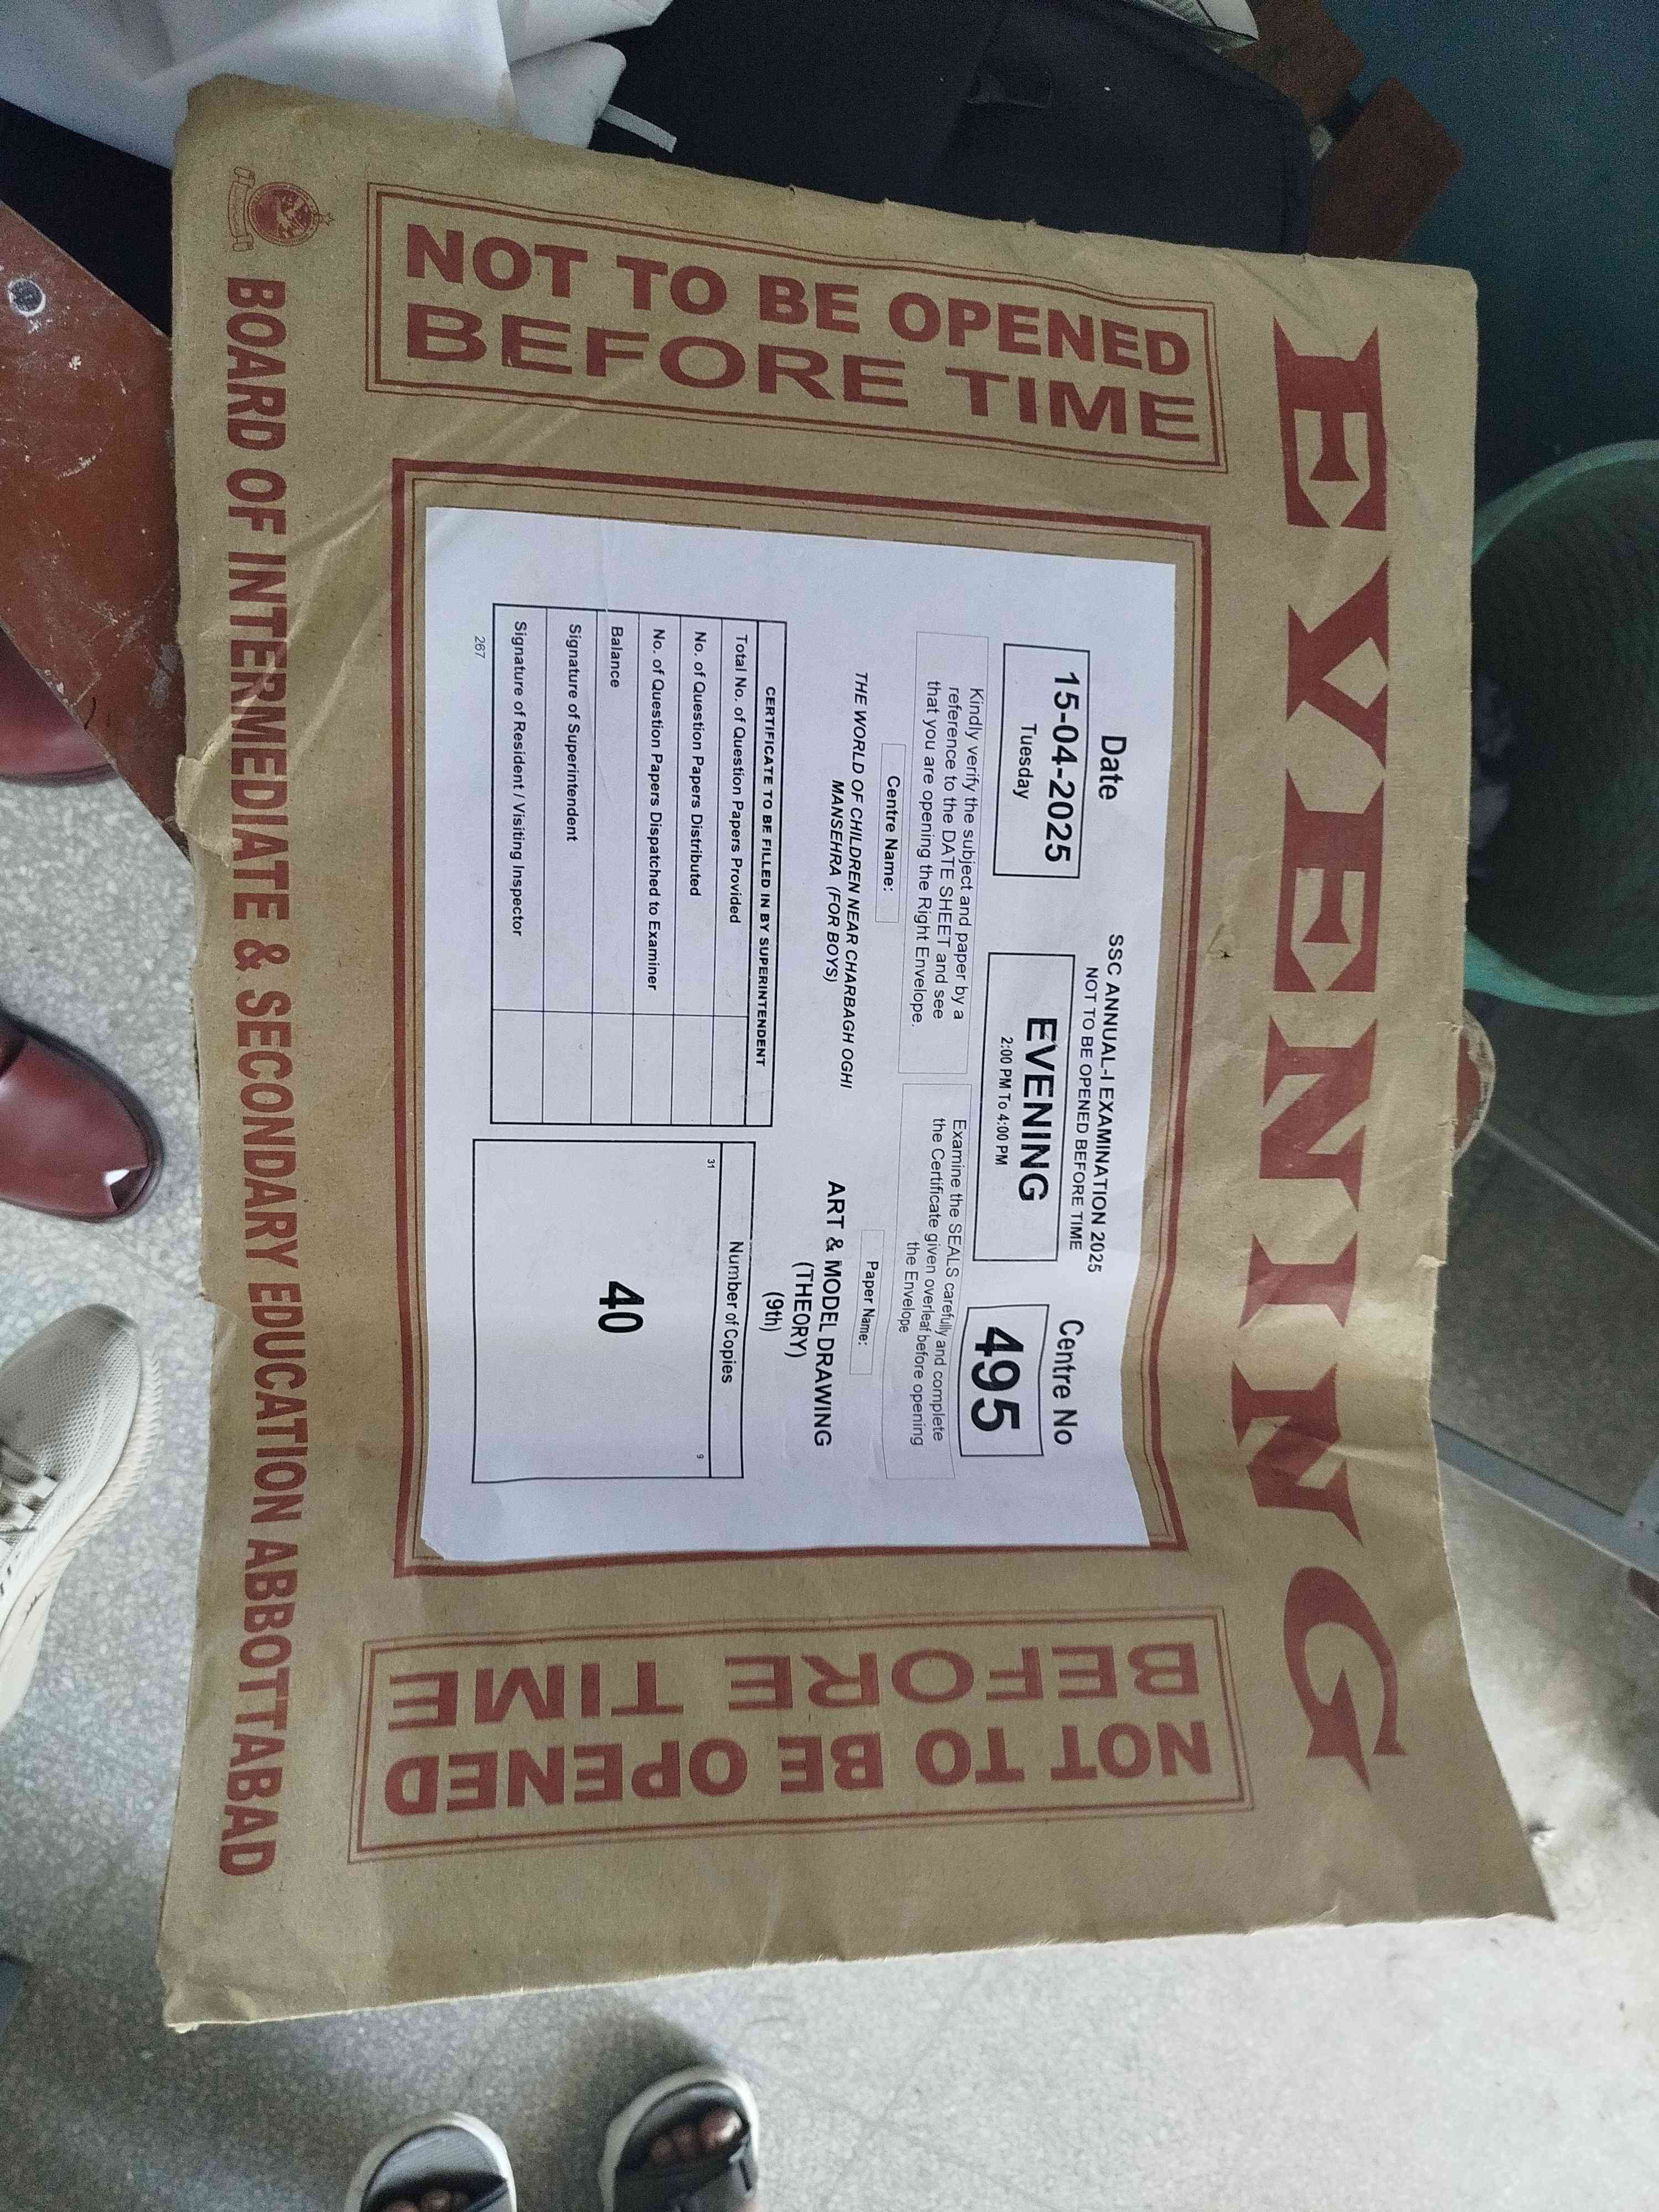 EVENING
NOT TO BE OPENED
BEFORE TIME
Date
15-04-2025
Tuesday
SSC ANNUAL-I EXAMINATION 2025
NOT TO BE OPENED BEFORE TIME
EVENING
2:00 PM To 4:00 PM
Centre No
495
Kindly verify the subject and paper by a
reference to the DATE SHEET and see
that you are opening the Right Envelope.
Examine the SEALS carefully and complete
the Certificate given overleaf before opening
the Envelope
Centre Name:
THE WORLD OF CHILDREN NEAR CHARBAGH OGHI
MANSEHRA (FOR BOYS)
Paper Name:
ART & MODEL DRAWING
(THEORY)
(9th)
CERTIFICATE TO BE FILLED IN BY SUPERINTENDENT
Total No. of Question Papers Provided
No. of Question Papers Distributed
No. of Question Papers Dispatched to Examiner
Balance
Signature of Superintendent
Signature of Resident / Visiting Inspector
267
Number of Copies
31
9
40
NOT TO BE OPENED
BEFORE TIME
BOARD OF INTERMEDIATE & SECONDARY EDUCATION ABBOTTABAD